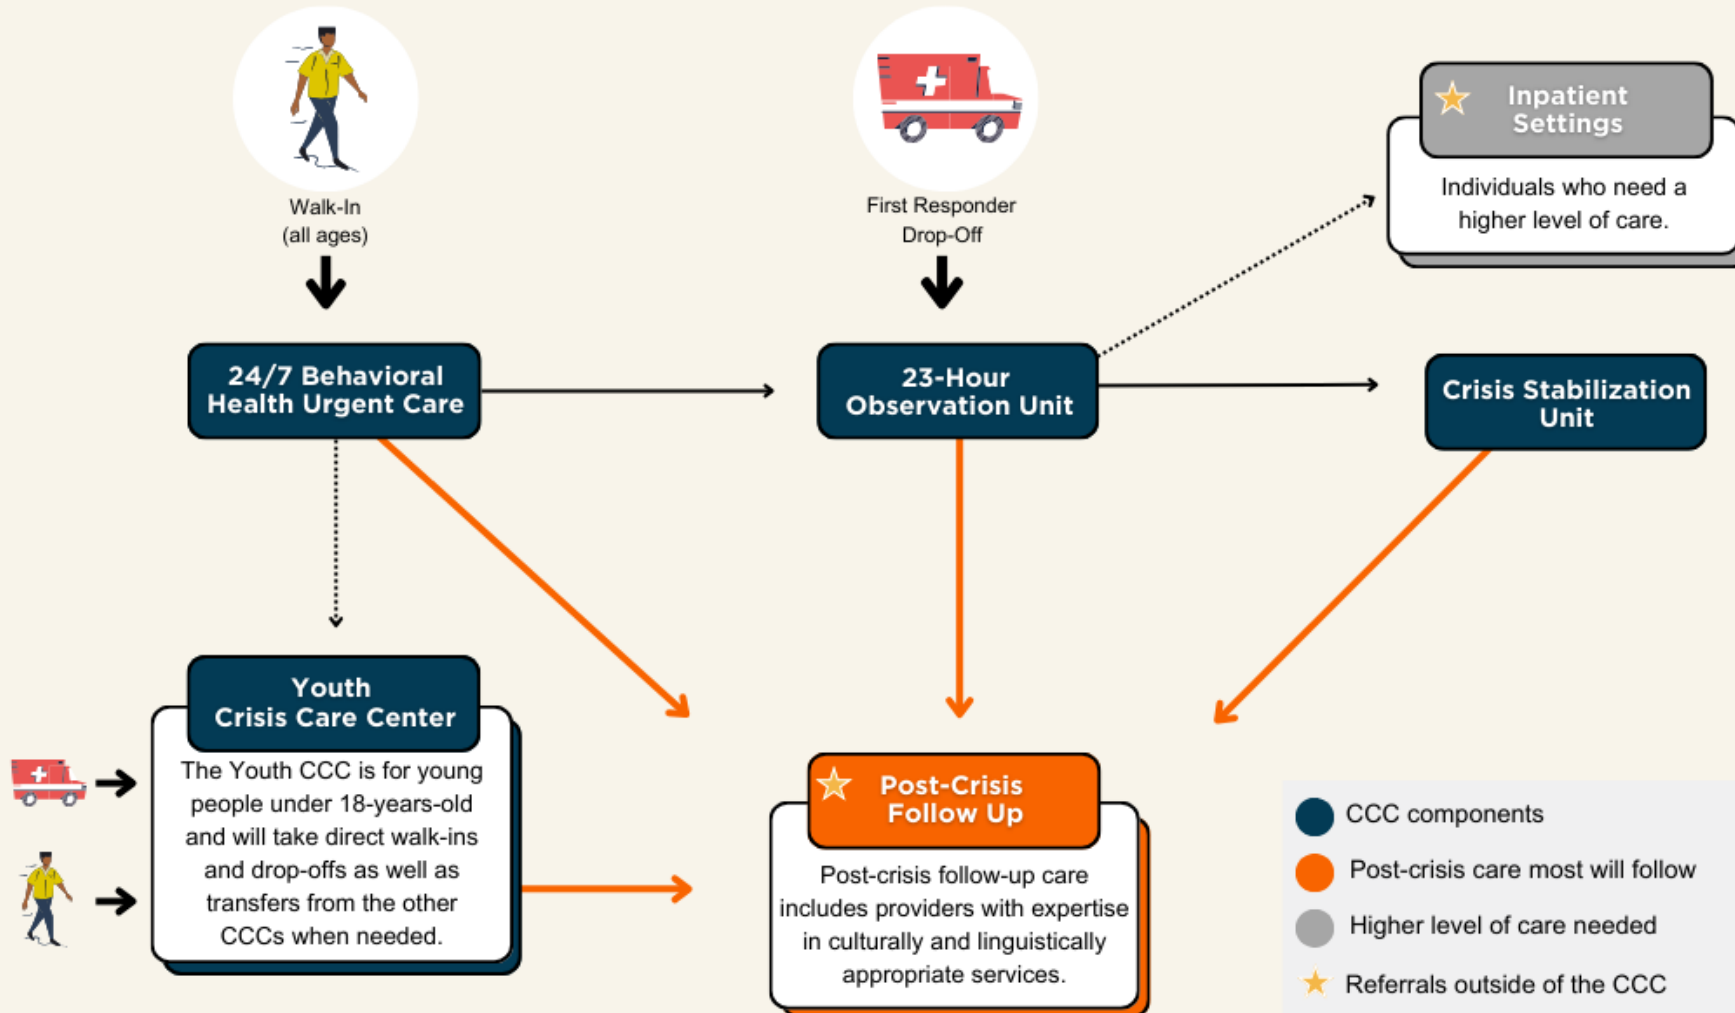 Walk-In
(all ages)
First Responder
Drop-Off
Inpatient
Settings
Individuals who need a
higher level of care.
24/7 Behavioral
Health Urgent Care
23-Hour
Observation Unit
Crisis Stabilization
Unit
Youth
Crisis Care Center
The Youth CCC is for young
people under 18-years-old
and will take direct walk-ins
and drop-offs as well as
transfers from the other
CCCs when needed.
Post-Crisis
Follow Up
Post-crisis follow-up care
includes providers with expertise
in culturally and linguistically
appropriate services.
CCC components
Post-crisis care most will follow
Higher level of care needed
Referrals outside of the CCC